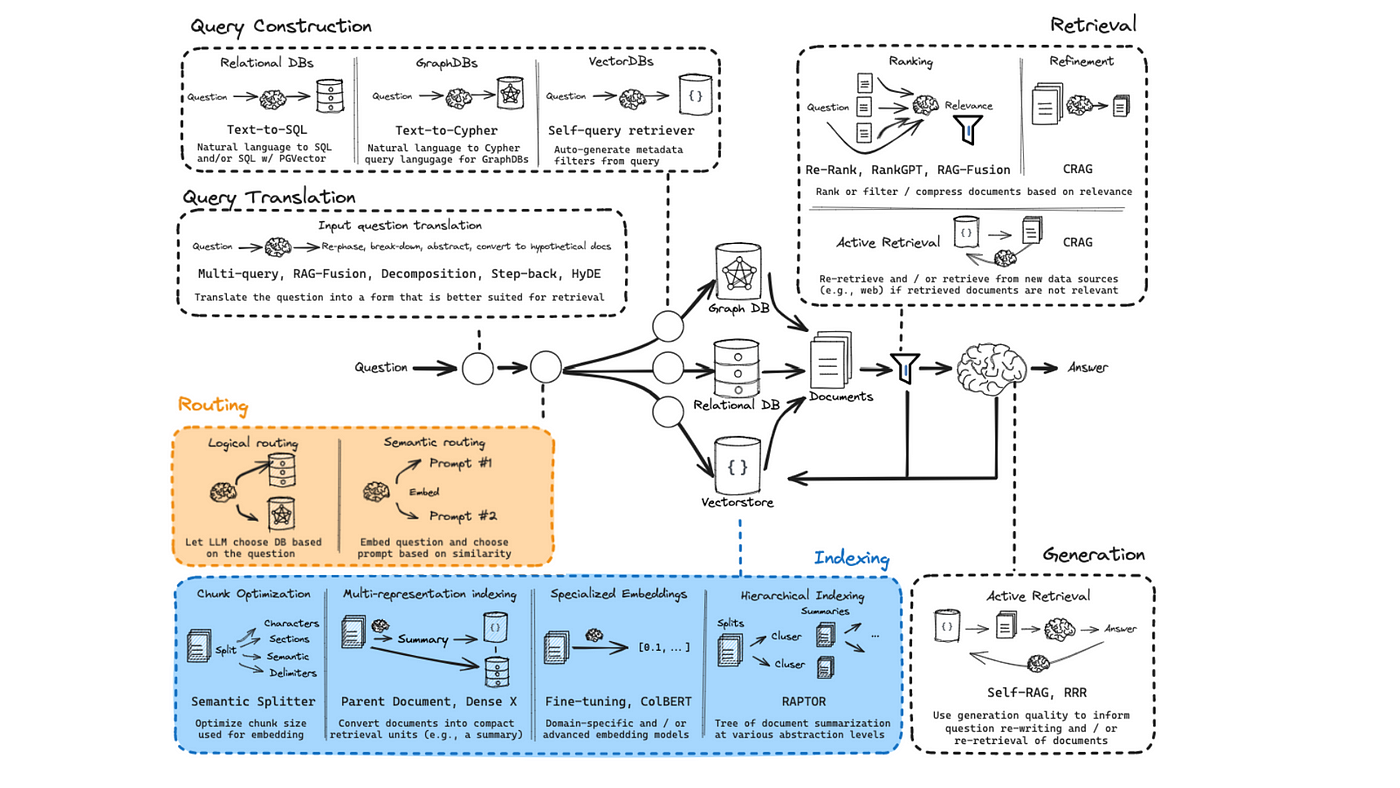 Query Construction
Relational DBs
Question
Text-to-SQL
Natural language to SQL
and/or SQL w/ PGVector
GraphDBs
Question
Text-to-Cypher
Natural language to Cypher
query langugage for GraphDBs
VectorDBs
Question
{ }
Self-query retriever
Auto-generate metadata
filters from query
Retrieval
Ranking
Question
Relevance
Re-Rank, RankGPT, RAG-Fusion
Refinement
CRAG
Rank or filter / compress documents based on relevance
Active Retrieval
{ }
CRAG
Re-retrieve and / or retrieve from new data sources
(e.g., web) if retrieved documents are not relevant
Query Translation
Input question translation
Question
Re-phase, break-down, abstract, convert to hypothetical docs
Multi-query, RAG-Fusion, Decomposition, Step-back, HyDE
Translate the question into a form that is better suited for retrieval
Question
Graph DB
Relational DB
{ }
Vectorstore
Documents
Answer
Routing
Logical routing
Let LLM choose DB based
on the question
Semantic routing
Prompt #1
Embed
Prompt #2
Embed question and choose
prompt based on similarity
Indexing
Chunk Optimization
Split
Characters
Sections
Semantic
Delimiters
Semantic Splitter
Optimize chunk size
used for embedding
Multi-representation indexing
Summary
{ }
Parent Document, Dense X
Convert documents into compact
retrieval units (e.g., a summary)
Specialized Embeddings
[0.1, ... ]
Fine-tuning, ColBERT
Domain-specific and / or
advanced embedding models
Hierarchical Indexing
Summaries
Splits
Cluser
Cluser
...
RAPTOR
Tree of document summarization
at various abstraction levels
Generation
Active Retrieval
{ }
Answer
Self-RAG, RRR
Use generation quality to inform
question re-writing and / or
re-retrieval of documents